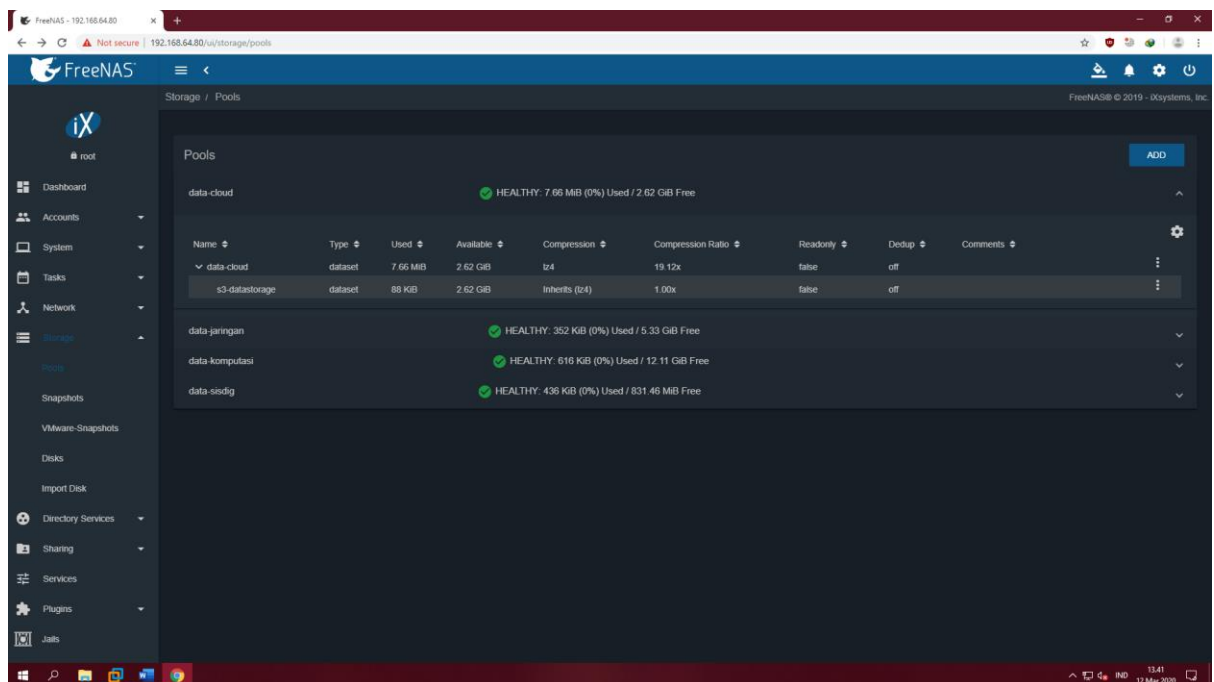 FreeNAS - 192.168.64.80
Not secure | 192.168.64.80/ui/storage/pools
FreeNAS
Storage / Pools
FreeNAS® © 2019 - iXsystems, Inc.
iX
root
Dashboard
Accounts
System
Tasks
Network
Storage
Pools
Snapshots
VMware-Snapshots
Disks
Import Disk
Directory Services
Sharing
Services
Plugins
Jails
Pools
ADD
data-cloud HEALTHY: 7.66 MiB (0%) Used / 2.62 GiB Free
Name Type Used Available Compression Compression Ratio Readonly Dedup Comments
data-cloud dataset 7.66 MiB 2.62 GiB lz4 19.12x false off
s3-datastorage dataset 88 KiB 2.62 GiB Inherits (lz4) 1.00x false off
data-jaringan HEALTHY: 352 KiB (0%) Used / 5.33 GiB Free
data-komputasi HEALTHY: 616 KiB (0%) Used / 12.11 GiB Free
data-sisdig HEALTHY: 436 KiB (0%) Used / 831.46 MiB Free
IND
13.41
12 Mar 2020